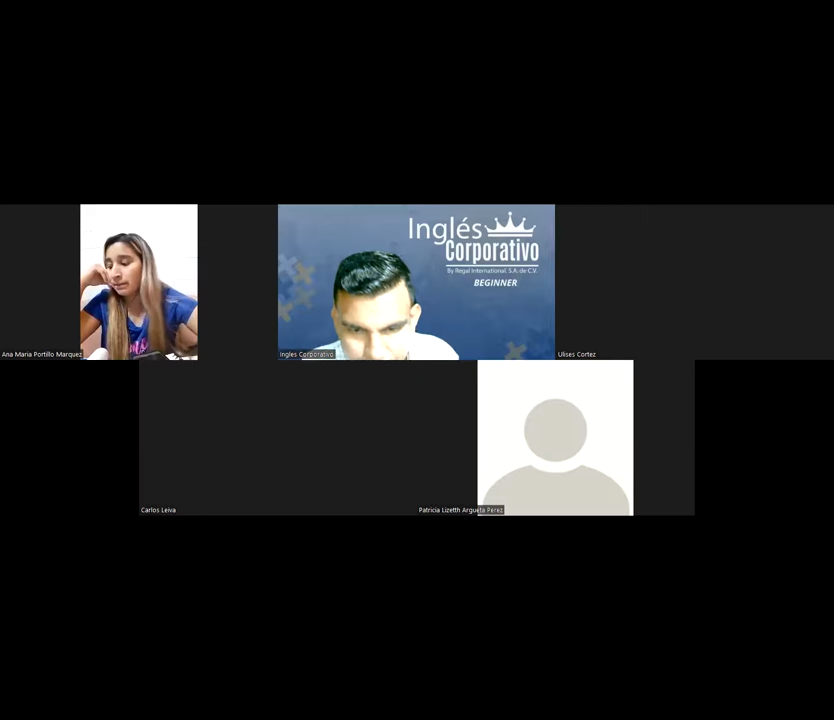 Inglés
Corporativo
By Regal International, S.A. de C.V.
BEGINNER
Ana Maria Portillo Marquez
Ingles Corporativo
Ulises Cortez
Carlos Leiva
Patricia Lizetth Argueta Perez